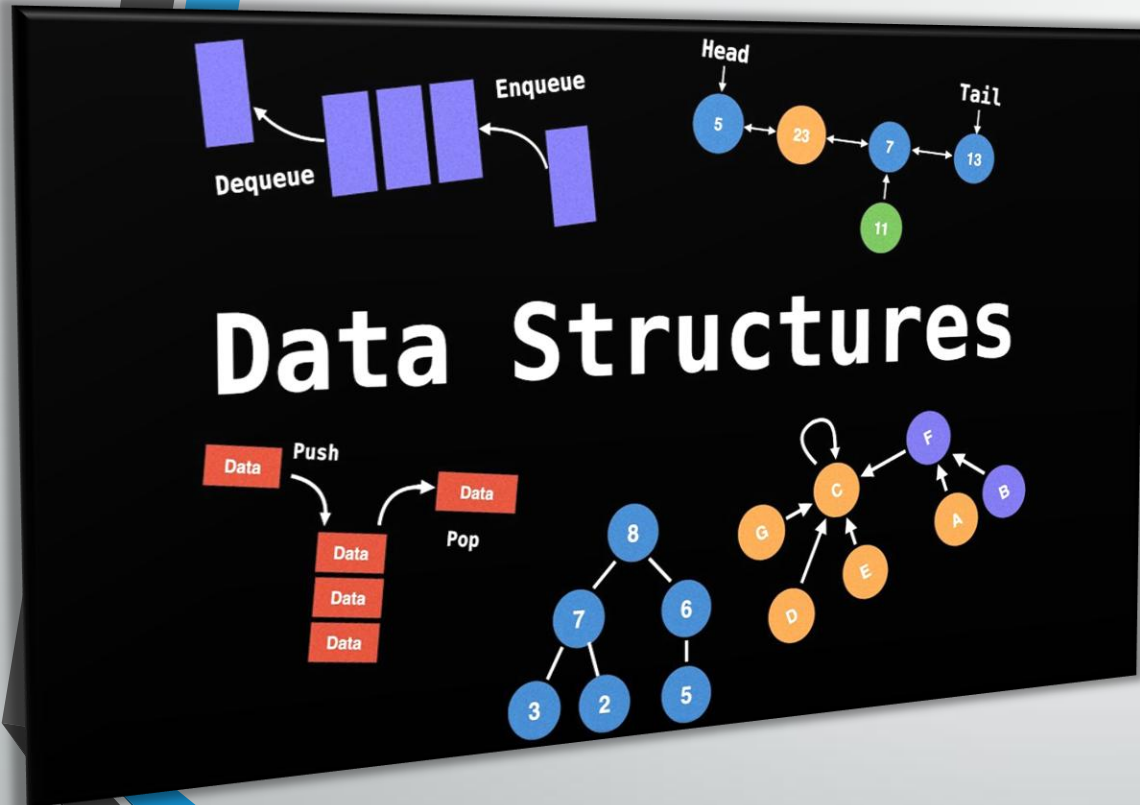 Enqueue
Dequeue
Head
Tail
5
23
7
13
11
Data Structures
Data
Push
Data
Pop
Data
Data
Data
8
7
6
3
2
5
F
C
B
G
A
E
D